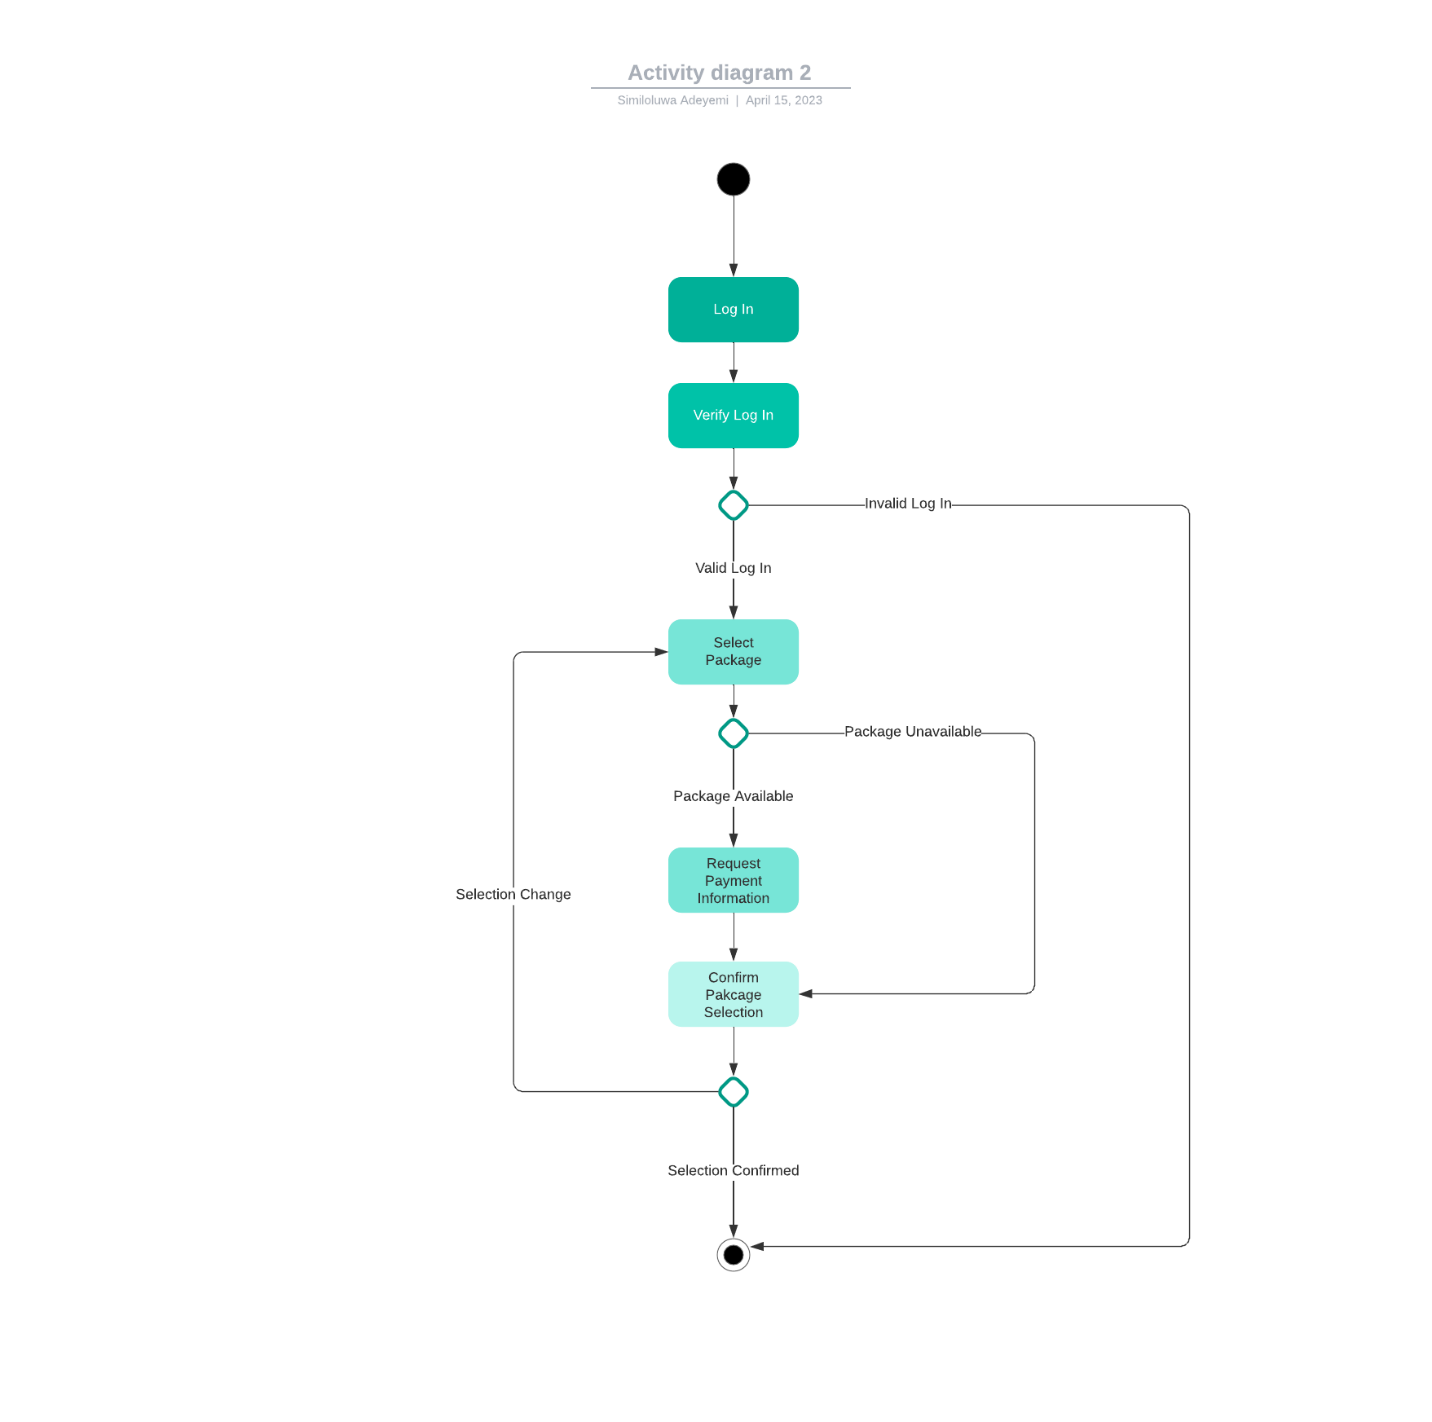 Activity diagram 2
Similoluwa Adeyemi | April 15, 2023
Log In
Verify Log In
Invalid Log In
Valid Log In
Select
Package
Package Unavailable
Package Available
Request
Payment
Information
Selection Change
Confirm
Pakcage
Selection
Selection Confirmed